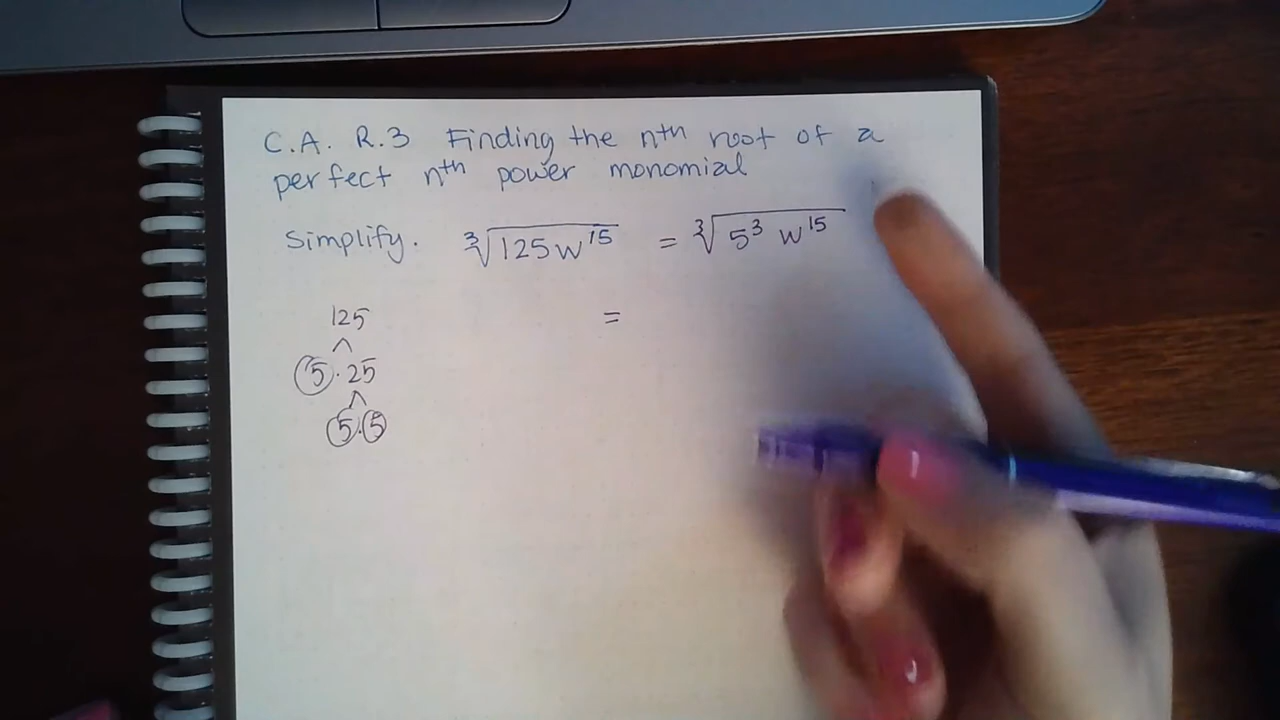 C.A. R.3 Finding the nth root of a
perfect nth power monomial
Simplify. ∛(125w¹⁵) = ∛(5³ w¹⁵)
125
=
5 · 25
5 · 5